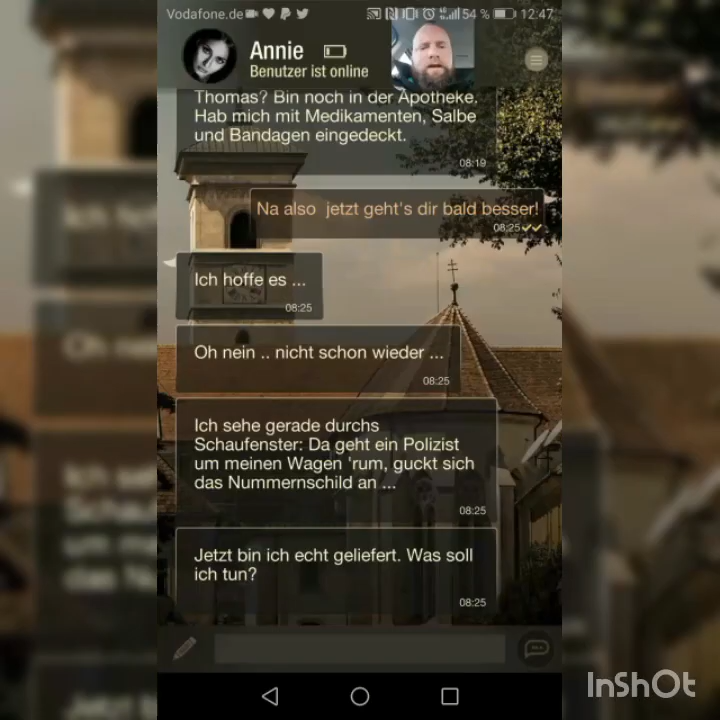 Vodafone.de 54 % 12:47
Annie
Benutzer ist online
Thomas? Bin noch in der Apotheke.
Hab mich mit Medikamenten, Salbe
und Bandagen eingedeckt.
08:19
Na also jetzt geht's dir bald besser!
08:25
Ich hoffe es ...
08:25
Oh nein .. nicht schon wieder ...
08:25
Ich sehe gerade durchs
Schaufenster: Da geht ein Polizist
um meinen Wagen 'rum, guckt sich
das Nummernschild an ...
08:25
Jetzt bin ich echt geliefert. Was soll
ich tun?
08:25
InShOt